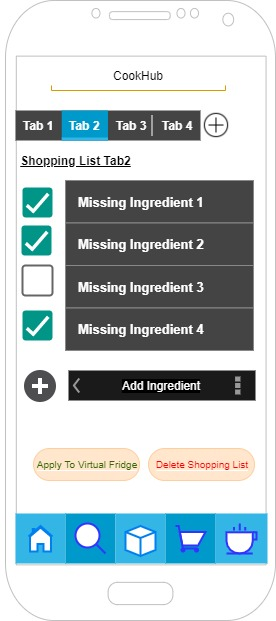 CookHub
Tab 1 Tab 2 Tab 3 Tab 4
Shopping List Tab2
Missing Ingredient 1
Missing Ingredient 2
Missing Ingredient 3
Missing Ingredient 4
Add Ingredient
Apply To Virtual Fridge Delete Shopping List